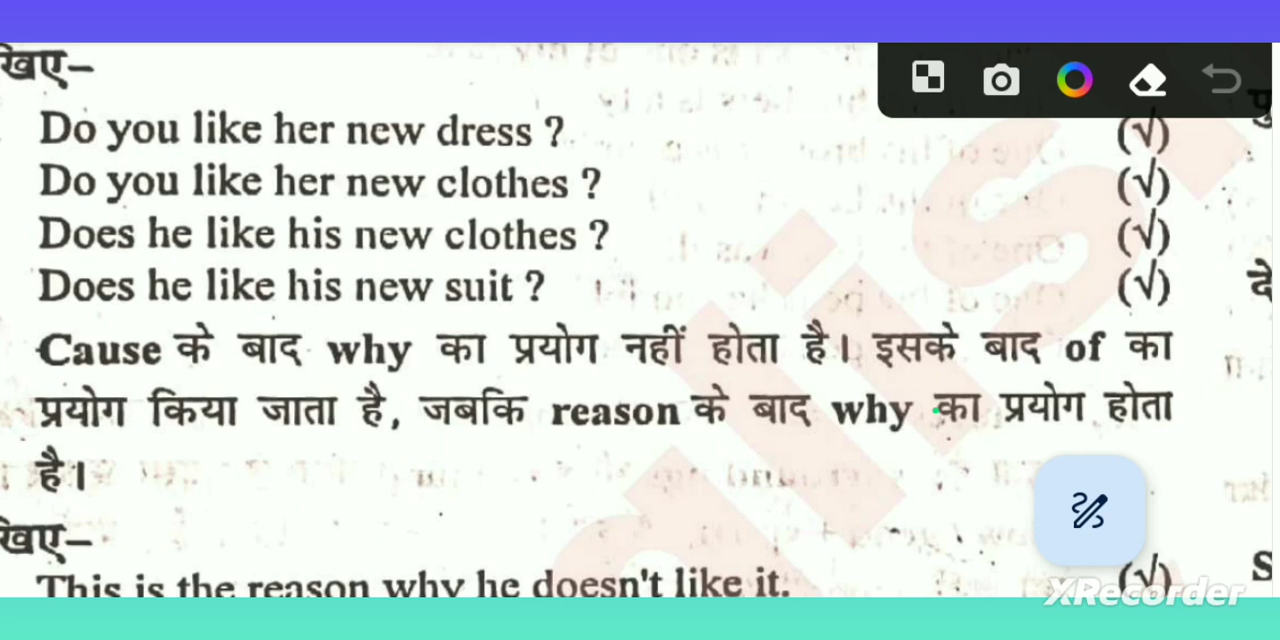 खिए–
Do you like her new dress ? (√)
Do you like her new clothes ? (√)
Does he like his new clothes ? (√)
Does he like his new suit ? (√)
Cause के बाद why का प्रयोग नहीं होता है। इसके बाद of का
प्रयोग किया जाता है, जबकि reason के बाद why का प्रयोग होता
है।
खिए–
This is the reason why he doesn't like it. (√)
XRecorder